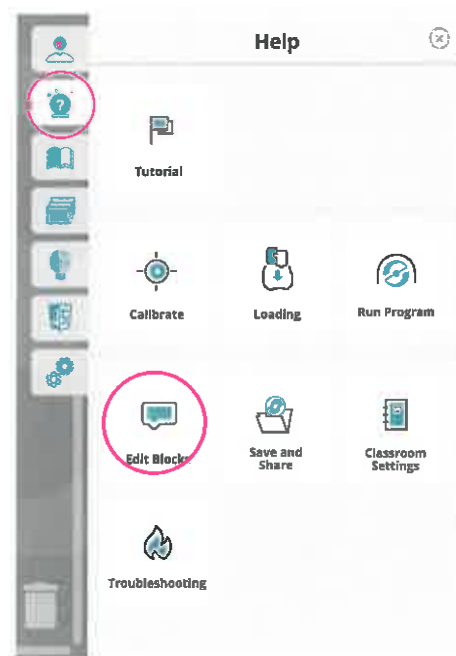 Help
Tutorial
Calibrate
Loading
Run Program
Edit Blocks
Save and
Share
Classroom
Settings
Troubleshooting